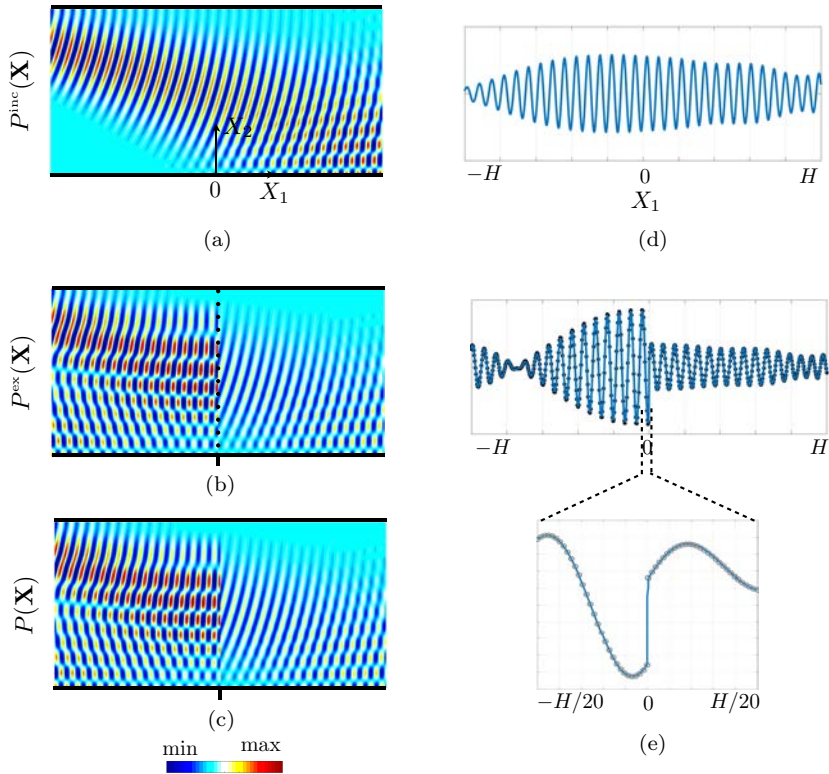 P^inc(X)
X_2
0
X_1
(a)
−H
0
H
X_1
(d)
P^ex(X)
(b)
−H
0
H
P(X)
(c)
−H/20
0
H/20
(e)
min
max